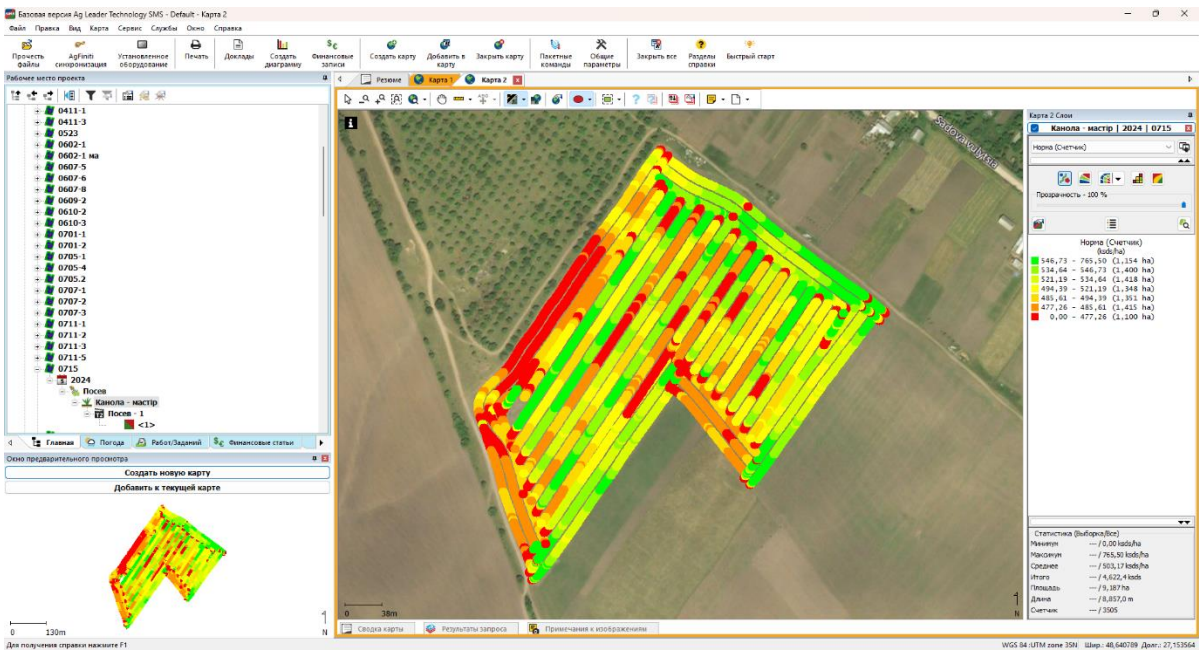 Базовая версия Ag Leader Technology SMS - Default - Карта 2
Файл Правка Вид Карта Сервис Службы Окно Справка
Прочесть файлы
AgFiniti синхронизация
Установленное оборудование
Печать
Доклады
Создать диаграмму
Финансовые записи
Создать карту
Добавить в карту
Закрыть карту
Пакетные команды
Общие параметры
Закрыть все
Разделы справки
Быстрый старт
Рабочее место проекта
Резюме
Карта 1
Карта 2
0411-1
0411-3
0523
0602-1
0602-1 ма
0607-5
0607-6
0607-8
0609-2
0610-2
0610-3
0701-1
0701-2
0705-1
0705-4
0705.2
0707-1
0707-2
0707-3
0711-1
0711-2
0711-3
0711-5
0715
2024
Посев
Канола - мастір
Посев - 1
<1>
Главная
Погода
Работ/Заданий
Финансовые статьи
Окно предварительного просмотра
Создать новую карту
Добавить к текущей карте
0 130m
N
Sadova vulytsia
0 38m
N
Сводка карты
Результаты запроса
Примечания к изображениям
Карта 2 Слои
Канола - мастір | 2024 | 0715
Норма (Счетчик)
Прозрачность - 100 %
Норма (Счетчик)
(ksds/ha)
546,73 - 765,50 (1,154 ha)
534,64 - 546,73 (1,400 ha)
521,19 - 534,64 (1,418 ha)
494,39 - 521,19 (1,348 ha)
485,61 - 494,39 (1,351 ha)
477,26 - 485,61 (1,415 ha)
0,00 - 477,26 (1,100 ha)
Статистика (Выборка/Все)
Минимум --- / 0,00 ksds/ha
Максимум --- / 765,50 ksds/ha
Среднее --- / 503,17 ksds/ha
Итого --- / 4,622,4 ksds
Площадь --- / 9,187 ha
Длина --- / 8,857,0 m
Счетчик --- / 3505
Для получения справки нажмите F1
WGS 84 :UTM zone 35N Шир.: 48,640789 Долг.: 27,153564